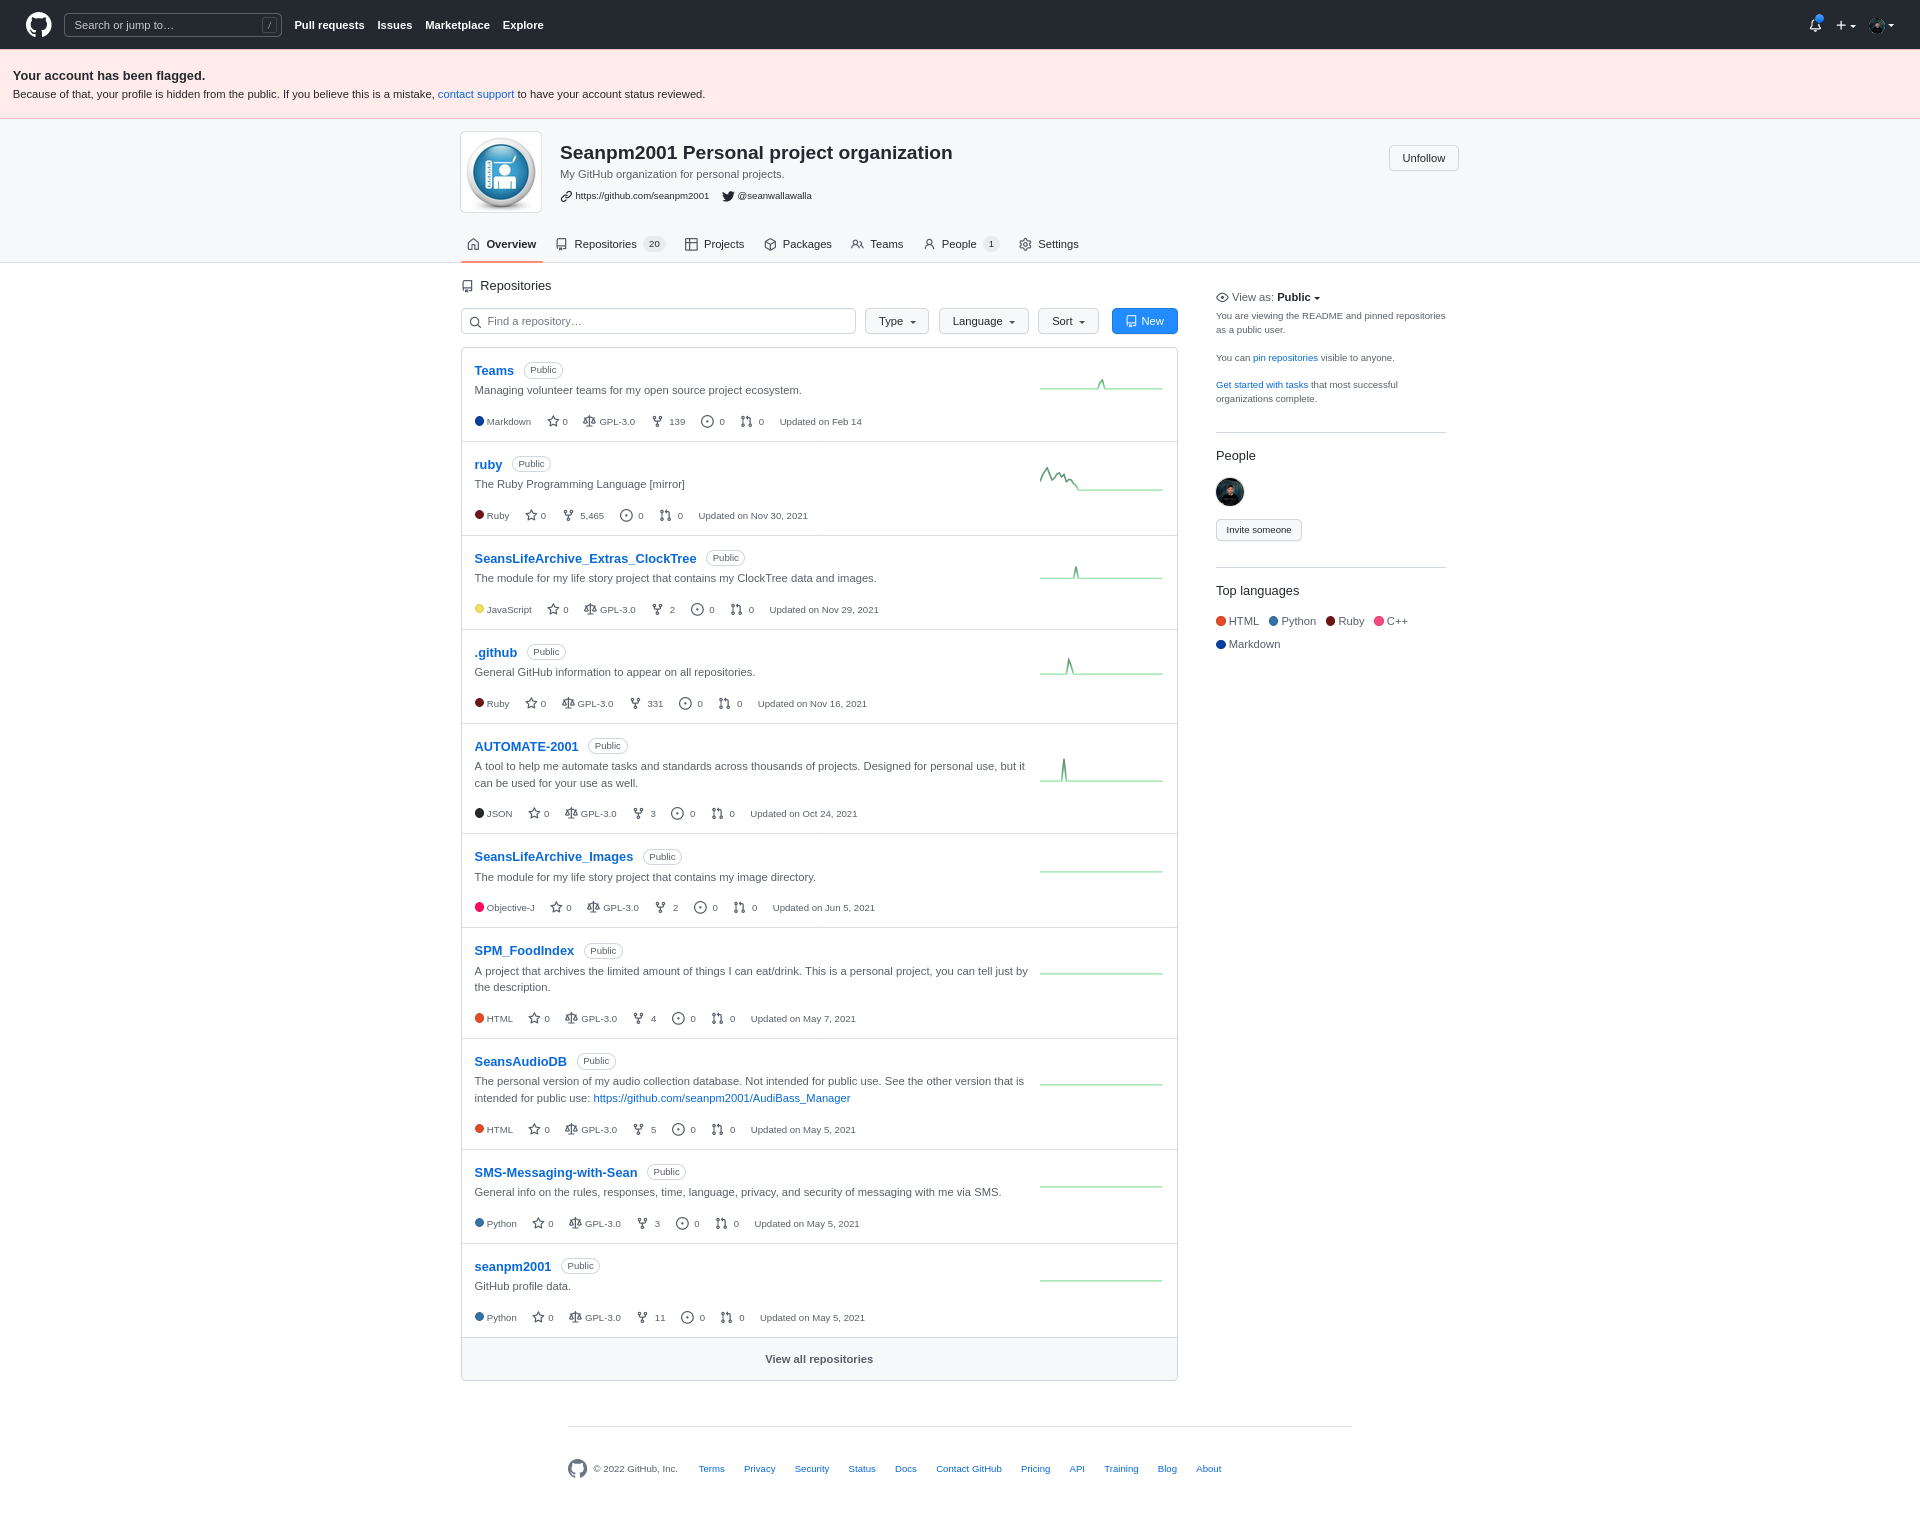 Search or jump to… /
Pull requests Issues Marketplace Explore
Your account has been flagged.
Because of that, your profile is hidden from the public. If you believe this is a mistake, contact support to have your account status reviewed.
Seanpm2001 Personal project organization
My GitHub organization for personal projects.
https://github.com/seanpm2001 @seanwallawalla
Unfollow
Overview Repositories 20 Projects Packages Teams People 1 Settings
Repositories
Find a repository… Type Language Sort New
Teams Public
Managing volunteer teams for my open source project ecosystem.
Markdown 0 GPL-3.0 139 0 0 Updated on Feb 14
ruby Public
The Ruby Programming Language [mirror]
Ruby 0 5,465 0 0 Updated on Nov 30, 2021
SeansLifeArchive_Extras_ClockTree Public
The module for my life story project that contains my ClockTree data and images.
JavaScript 0 GPL-3.0 2 0 0 Updated on Nov 29, 2021
.github Public
General GitHub information to appear on all repositories.
Ruby 0 GPL-3.0 331 0 0 Updated on Nov 16, 2021
AUTOMATE-2001 Public
A tool to help me automate tasks and standards across thousands of projects. Designed for personal use, but it
can be used for your use as well.
JSON 0 GPL-3.0 3 0 0 Updated on Oct 24, 2021
SeansLifeArchive_Images Public
The module for my life story project that contains my image directory.
Objective-J 0 GPL-3.0 2 0 0 Updated on Jun 5, 2021
SPM_FoodIndex Public
A project that archives the limited amount of things I can eat/drink. This is a personal project, you can tell just by
the description.
HTML 0 GPL-3.0 4 0 0 Updated on May 7, 2021
SeansAudioDB Public
The personal version of my audio collection database. Not intended for public use. See the other version that is
intended for public use: https://github.com/seanpm2001/AudiBass_Manager
HTML 0 GPL-3.0 5 0 0 Updated on May 5, 2021
SMS-Messaging-with-Sean Public
General info on the rules, responses, time, language, privacy, and security of messaging with me via SMS.
Python 0 GPL-3.0 3 0 0 Updated on May 5, 2021
seanpm2001 Public
GitHub profile data.
Python 0 GPL-3.0 11 0 0 Updated on May 5, 2021
View all repositories
View as: Public
You are viewing the README and pinned repositories
as a public user.
You can pin repositories visible to anyone.
Get started with tasks that most successful
organizations complete.
People
Invite someone
Top languages
HTML Python Ruby C++
Markdown
© 2022 GitHub, Inc. Terms Privacy Security Status Docs Contact GitHub Pricing API Training Blog About